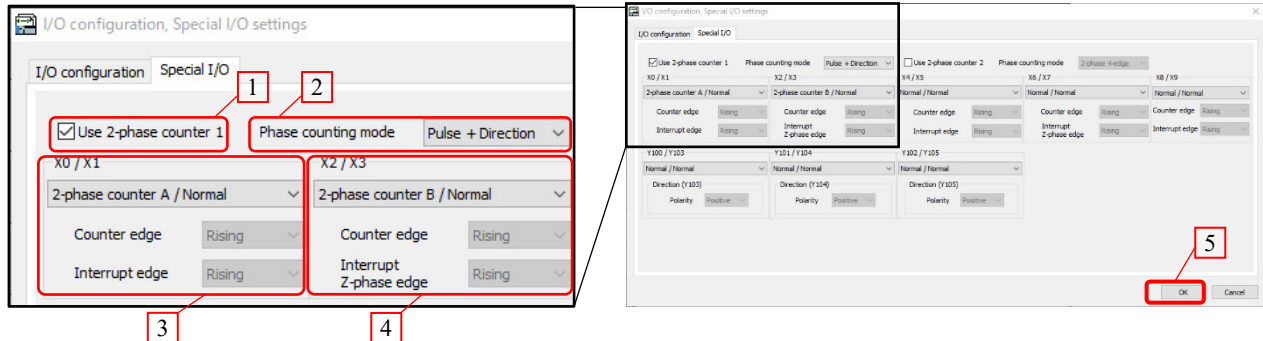 I/O configuration, Special I/O settings
I/O configuration Special I/O
1 2
Use 2-phase counter 1 Phase counting mode Pulse + Direction
X0 / X1 X2 / X3
2-phase counter A / Normal 2-phase counter B / Normal
Counter edge Rising Counter edge Rising
Interrupt edge Rising Interrupt Z-phase edge Rising
3 4
I/O configuration, Special I/O settings
I/O configuration Special I/O
Use 2-phase counter 1 Phase counting mode Pulse + Direction Use 2-phase counter 2 Phase counting mode 2-phase 4-edge
X0 / X1 X2 / X3 X4 / X5 X6 / X7 X8 / X9
2-phase counter A / Normal 2-phase counter B / Normal Normal / Normal Normal / Normal Normal / Normal
Counter edge Rising Counter edge Rising Counter edge Rising Counter edge Rising Counter edge Rising
Interrupt edge Rising Interrupt Z-phase edge Rising Interrupt edge Rising Interrupt Z-phase edge Rising Interrupt edge Rising
Y100 / Y103 Y101 / Y104 Y102 / Y105
Normal / Normal Normal / Normal Normal / Normal
Direction (Y103) Direction (Y104) Direction (Y105)
Polarity Positive Polarity Positive Polarity Positive
5
OK Cancel